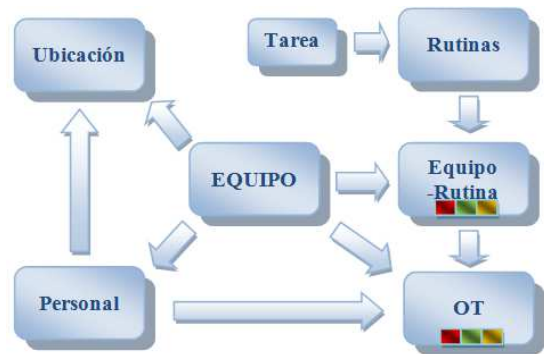 Ubicación
Tarea
Rutinas
EQUIPO
Equipo
-Rutina
Personal
OT